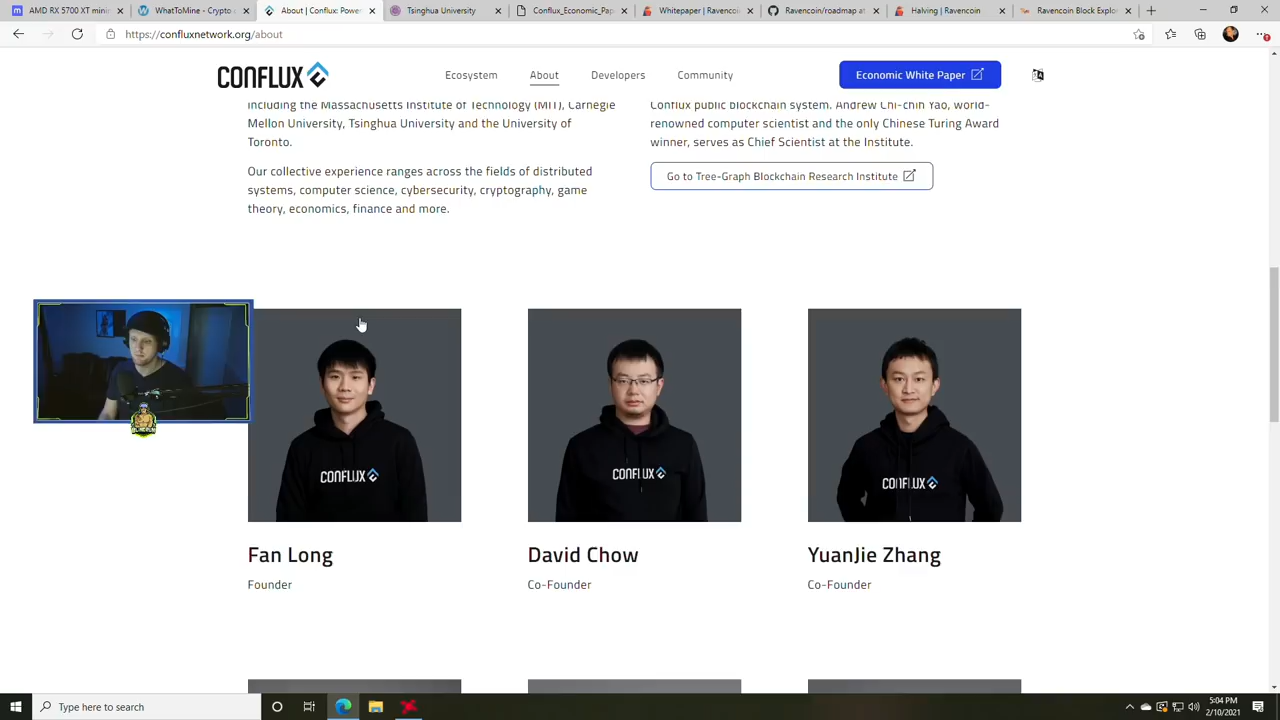 AMD RX 5700 XT min
WhatToMine - Crypto
About | Conflux: Power
Tsinghua University
Conflux_Economic_Pap
Whitepaper | Ravencoi
Ravencoin/roadmap at
Halving | Ravencoin
Ravencoin Block Explo
https://confluxnetwork.org/about
CONFLUX
Ecosystem
About
Developers
Community
Economic White Paper
including the Massachusetts Institute of Technology (MIT), Carnegie
Mellon University, Tsinghua University and the University of
Toronto.
Our collective experience ranges across the fields of distributed
systems, computer science, cybersecurity, cryptography, game
theory, economics, finance and more.
Conflux public blockchain system. Andrew Chi-chih Yao, world-
renowned computer scientist and the only Chinese Turing Award
winner, serves as Chief Scientist at the Institute.
Go to Tree-Graph Blockchain Research Institute
CONFLUX
CONFLUX
CONFLUX
Fan Long
Founder
David Chow
Co-Founder
YuanJie Zhang
Co-Founder
Type here to search
5:04 PM
2/10/2021